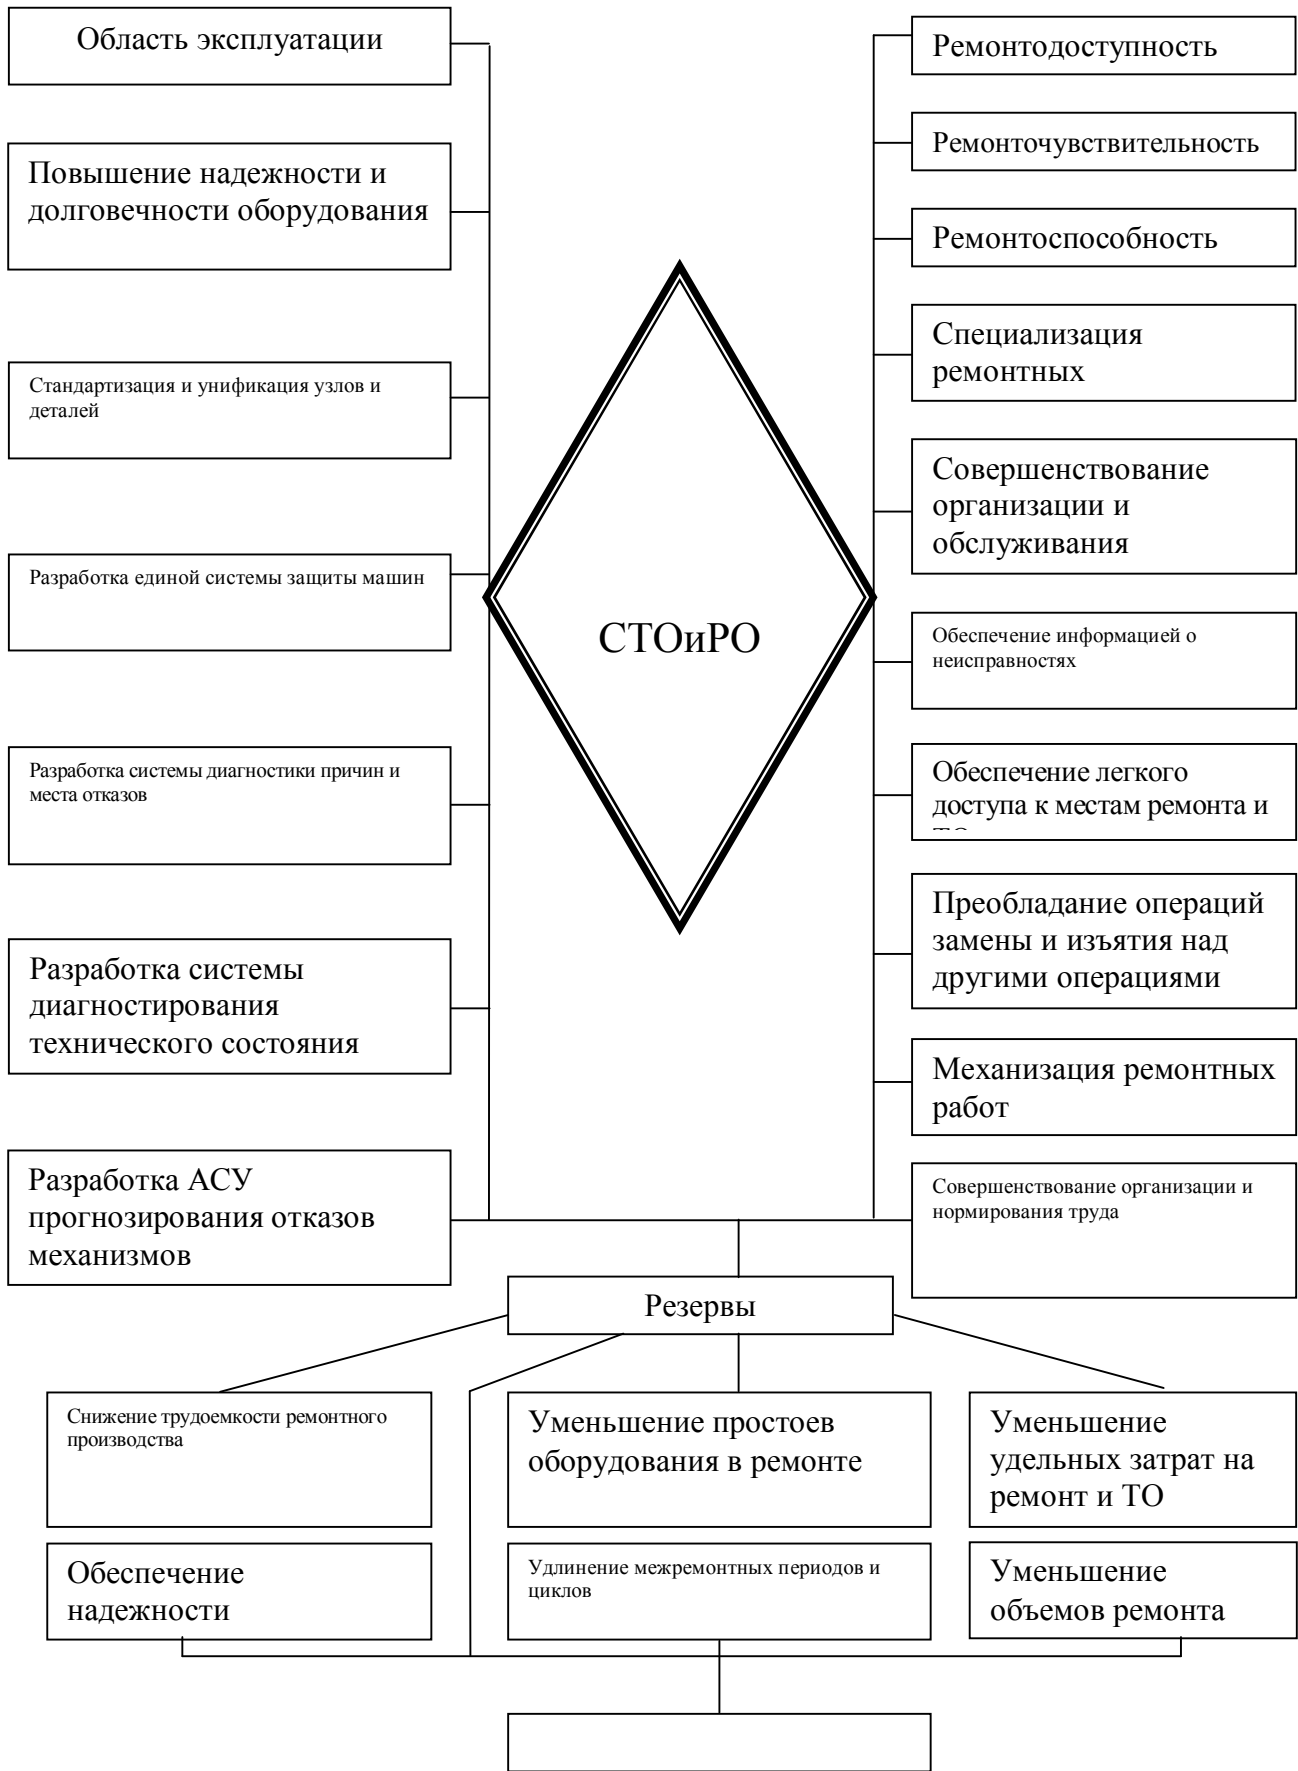 Область эксплуатации
Повышение надежности и
долговечности оборудования
Стандартизация и унификация узлов и
деталей
Разработка единой системы защиты машин
Разработка системы диагностики причин и
места отказов
Разработка системы
диагностирования
технического состояния
Разработка АСУ
прогнозирования отказов
механизмов
СТОиРО
Ремонтодоступность
Ремонточувствительность
Ремонтоспособность
Специализация
ремонтных
Совершенствование
организации и
обслуживания
Обеспечение информацией о
неисправностях
Обеспечение легкого
доступа к местам ремонта и
Преобладание операций
замены и изъятия над
другими операциями
Механизация ремонтных
работ
Совершенствование организации и
нормирования труда
Резервы
Снижение трудоемкости ремонтного
производства
Уменьшение простоев
оборудования в ремонте
Уменьшение
удельных затрат на
ремонт и ТО
Обеспечение
надежности
Удлинение межремонтных периодов и
циклов
Уменьшение
объемов ремонта